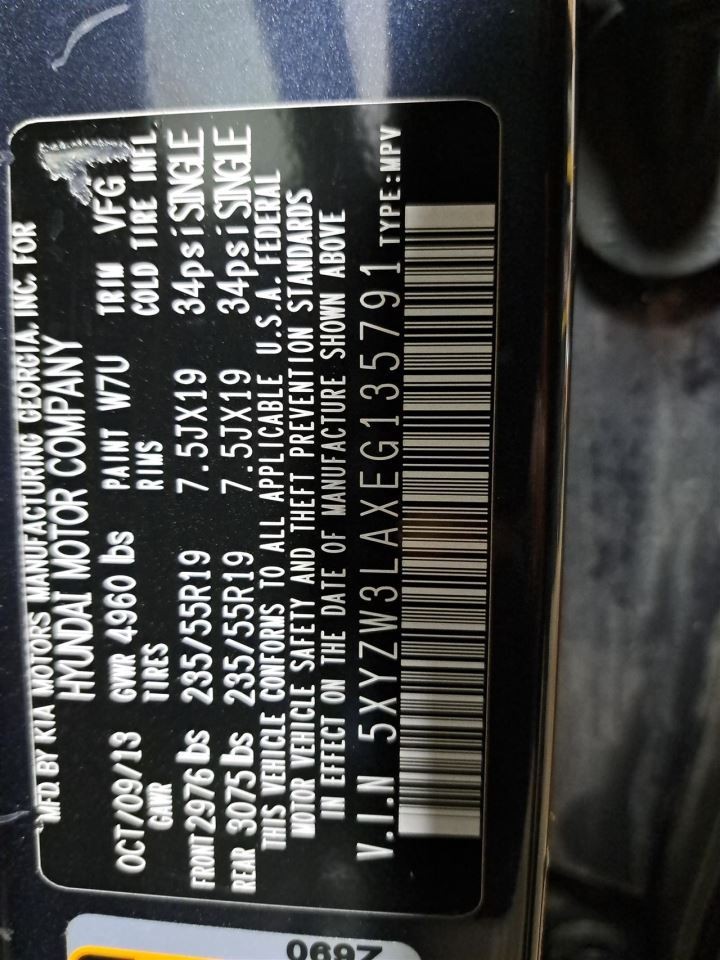 MFD. BY KIA MOTORS MANUFACTURING GEORGIA, INC. FOR
HYUNDAI MOTOR COMPANY
OCT/09/13 GVWR 4960 lbs PAINT W7U TRIM VFG
GAWR TIRES RIMS COLD TIRE INFL
FRONT 2976 lbs 235/55R19 7.5JX19 34psi SINGLE
REAR 3075 lbs 235/55R19 7.5JX19 34psi SINGLE
THIS VEHICLE CONFORMS TO ALL APPLICABLE U.S.A. FEDERAL
MOTOR VEHICLE SAFETY AND THEFT PREVENTION STANDARDS
IN EFFECT ON THE DATE OF MANUFACTURE SHOWN ABOVE
V.I.N 5XYZW3LAXEG135791 TYPE:MPV